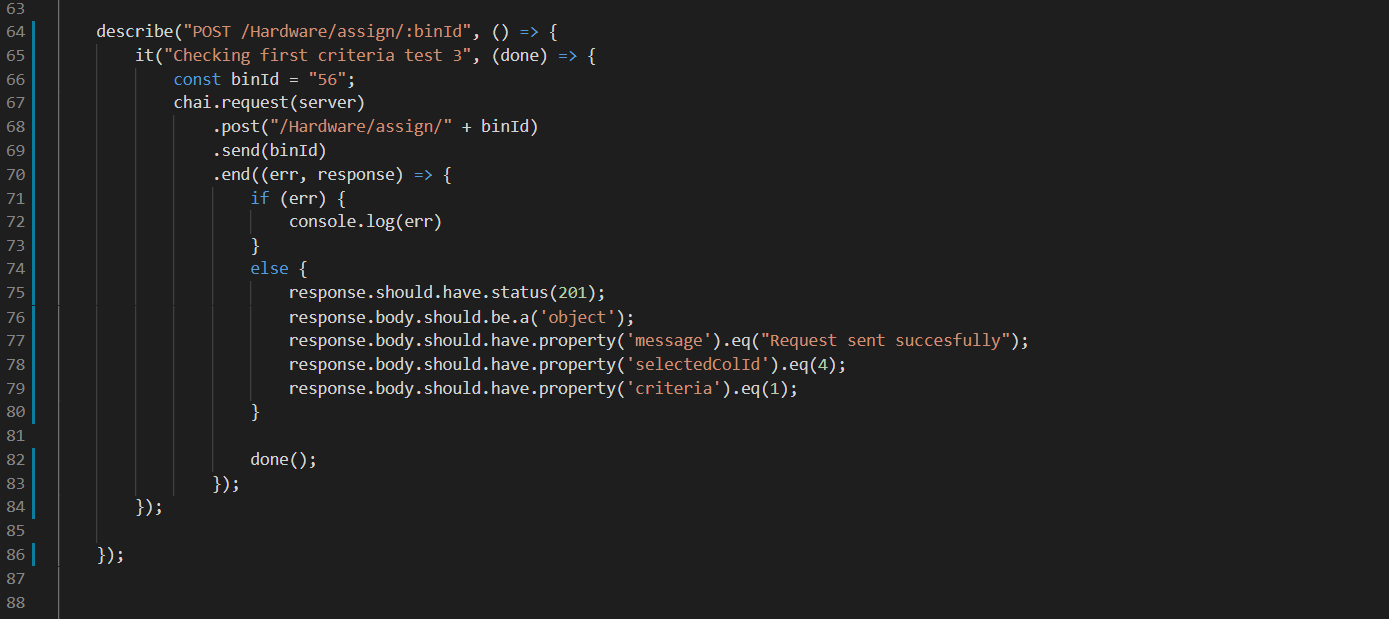 63
64 describe("POST /Hardware/assign/:binId", () => {
65 it("Checking first criteria test 3", (done) => {
66 const binId = "56";
67 chai.request(server)
68 .post("/Hardware/assign/" + binId)
69 .send(binId)
70 .end((err, response) => {
71 if (err) {
72 console.log(err)
73 }
74 else {
75 response.should.have.status(201);
76 response.body.should.be.a('object');
77 response.body.should.have.property('message').eq("Request sent succesfully");
78 response.body.should.have.property('selectedColId').eq(4);
79 response.body.should.have.property('criteria').eq(1);
80 }
81
82 done();
83 });
84 });
85
86 });
87
88